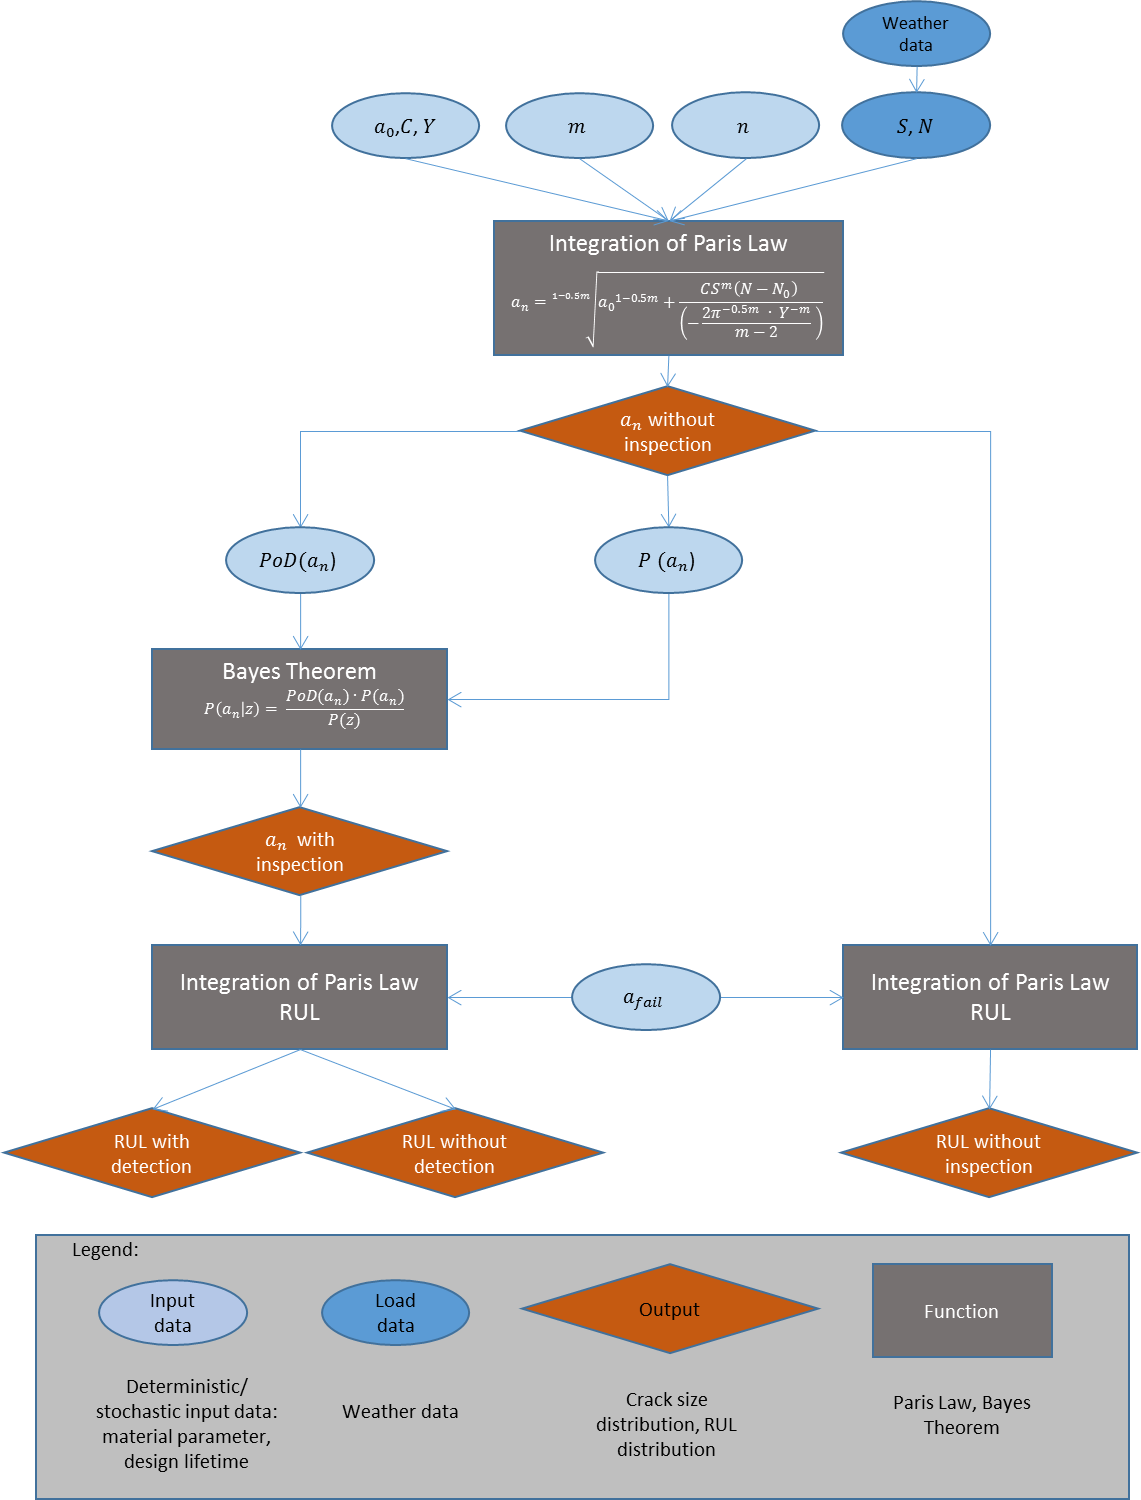 Weather
data
a₀,C, Y
m
n
S, N
Integration of Paris Law
aₙ = ¹⁻⁰·⁵ᵐ√(a₀¹⁻⁰·⁵ᵐ + CSᵐ(N − N₀) / (− 2π⁻⁰·⁵ᵐ · Y⁻ᵐ / m − 2))
aₙ without
inspection
PoD(aₙ)
P (aₙ)
Bayes Theorem
P(aₙ|z) = PoD(aₙ) · P(aₙ) / P(z)
aₙ with
inspection
Integration of Paris Law
RUL
a_fail
Integration of Paris Law
RUL
RUL with
detection
RUL without
detection
RUL without
inspection
Legend:
Input
data
Load
data
Output
Function
Deterministic/
stochastic input data:
material parameter,
design lifetime
Weather data
Crack size
distribution, RUL
distribution
Paris Law, Bayes
Theorem